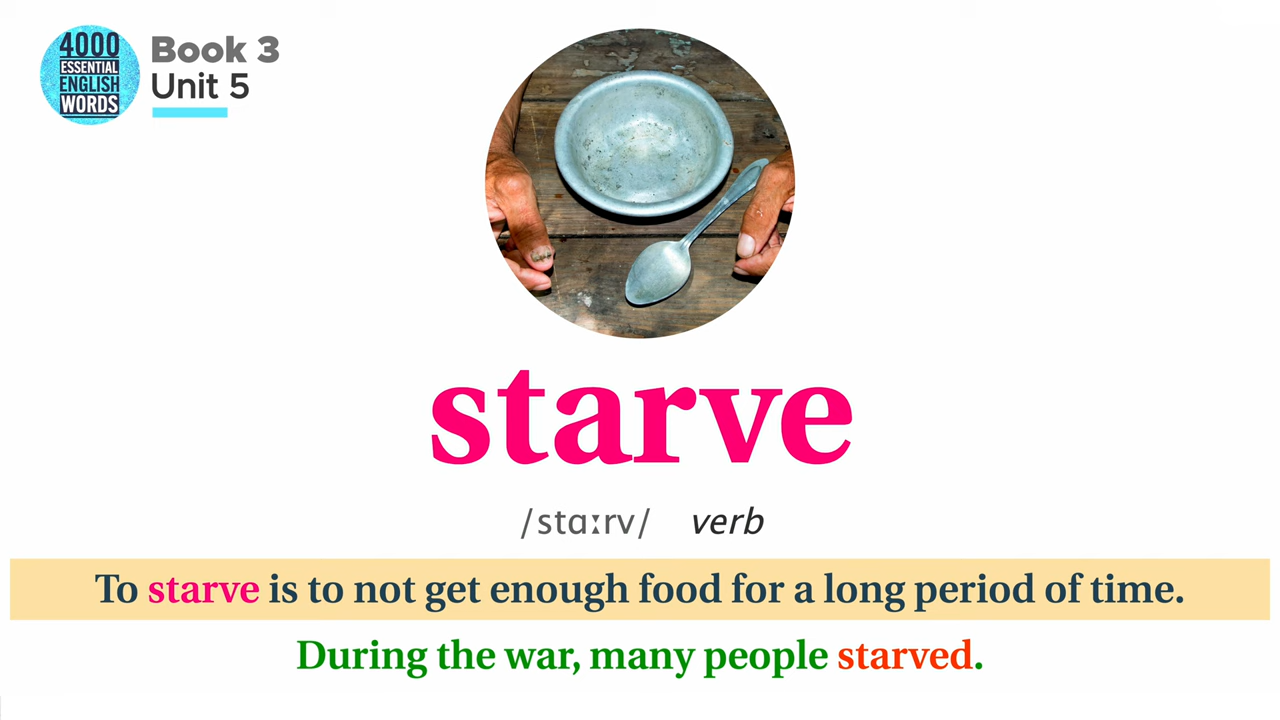 4000
ESSENTIAL
ENGLISH
WORDS
Book 3
Unit 5
starve
/stɑːrv/ verb
To starve is to not get enough food for a long period of time.
During the war, many people starved.